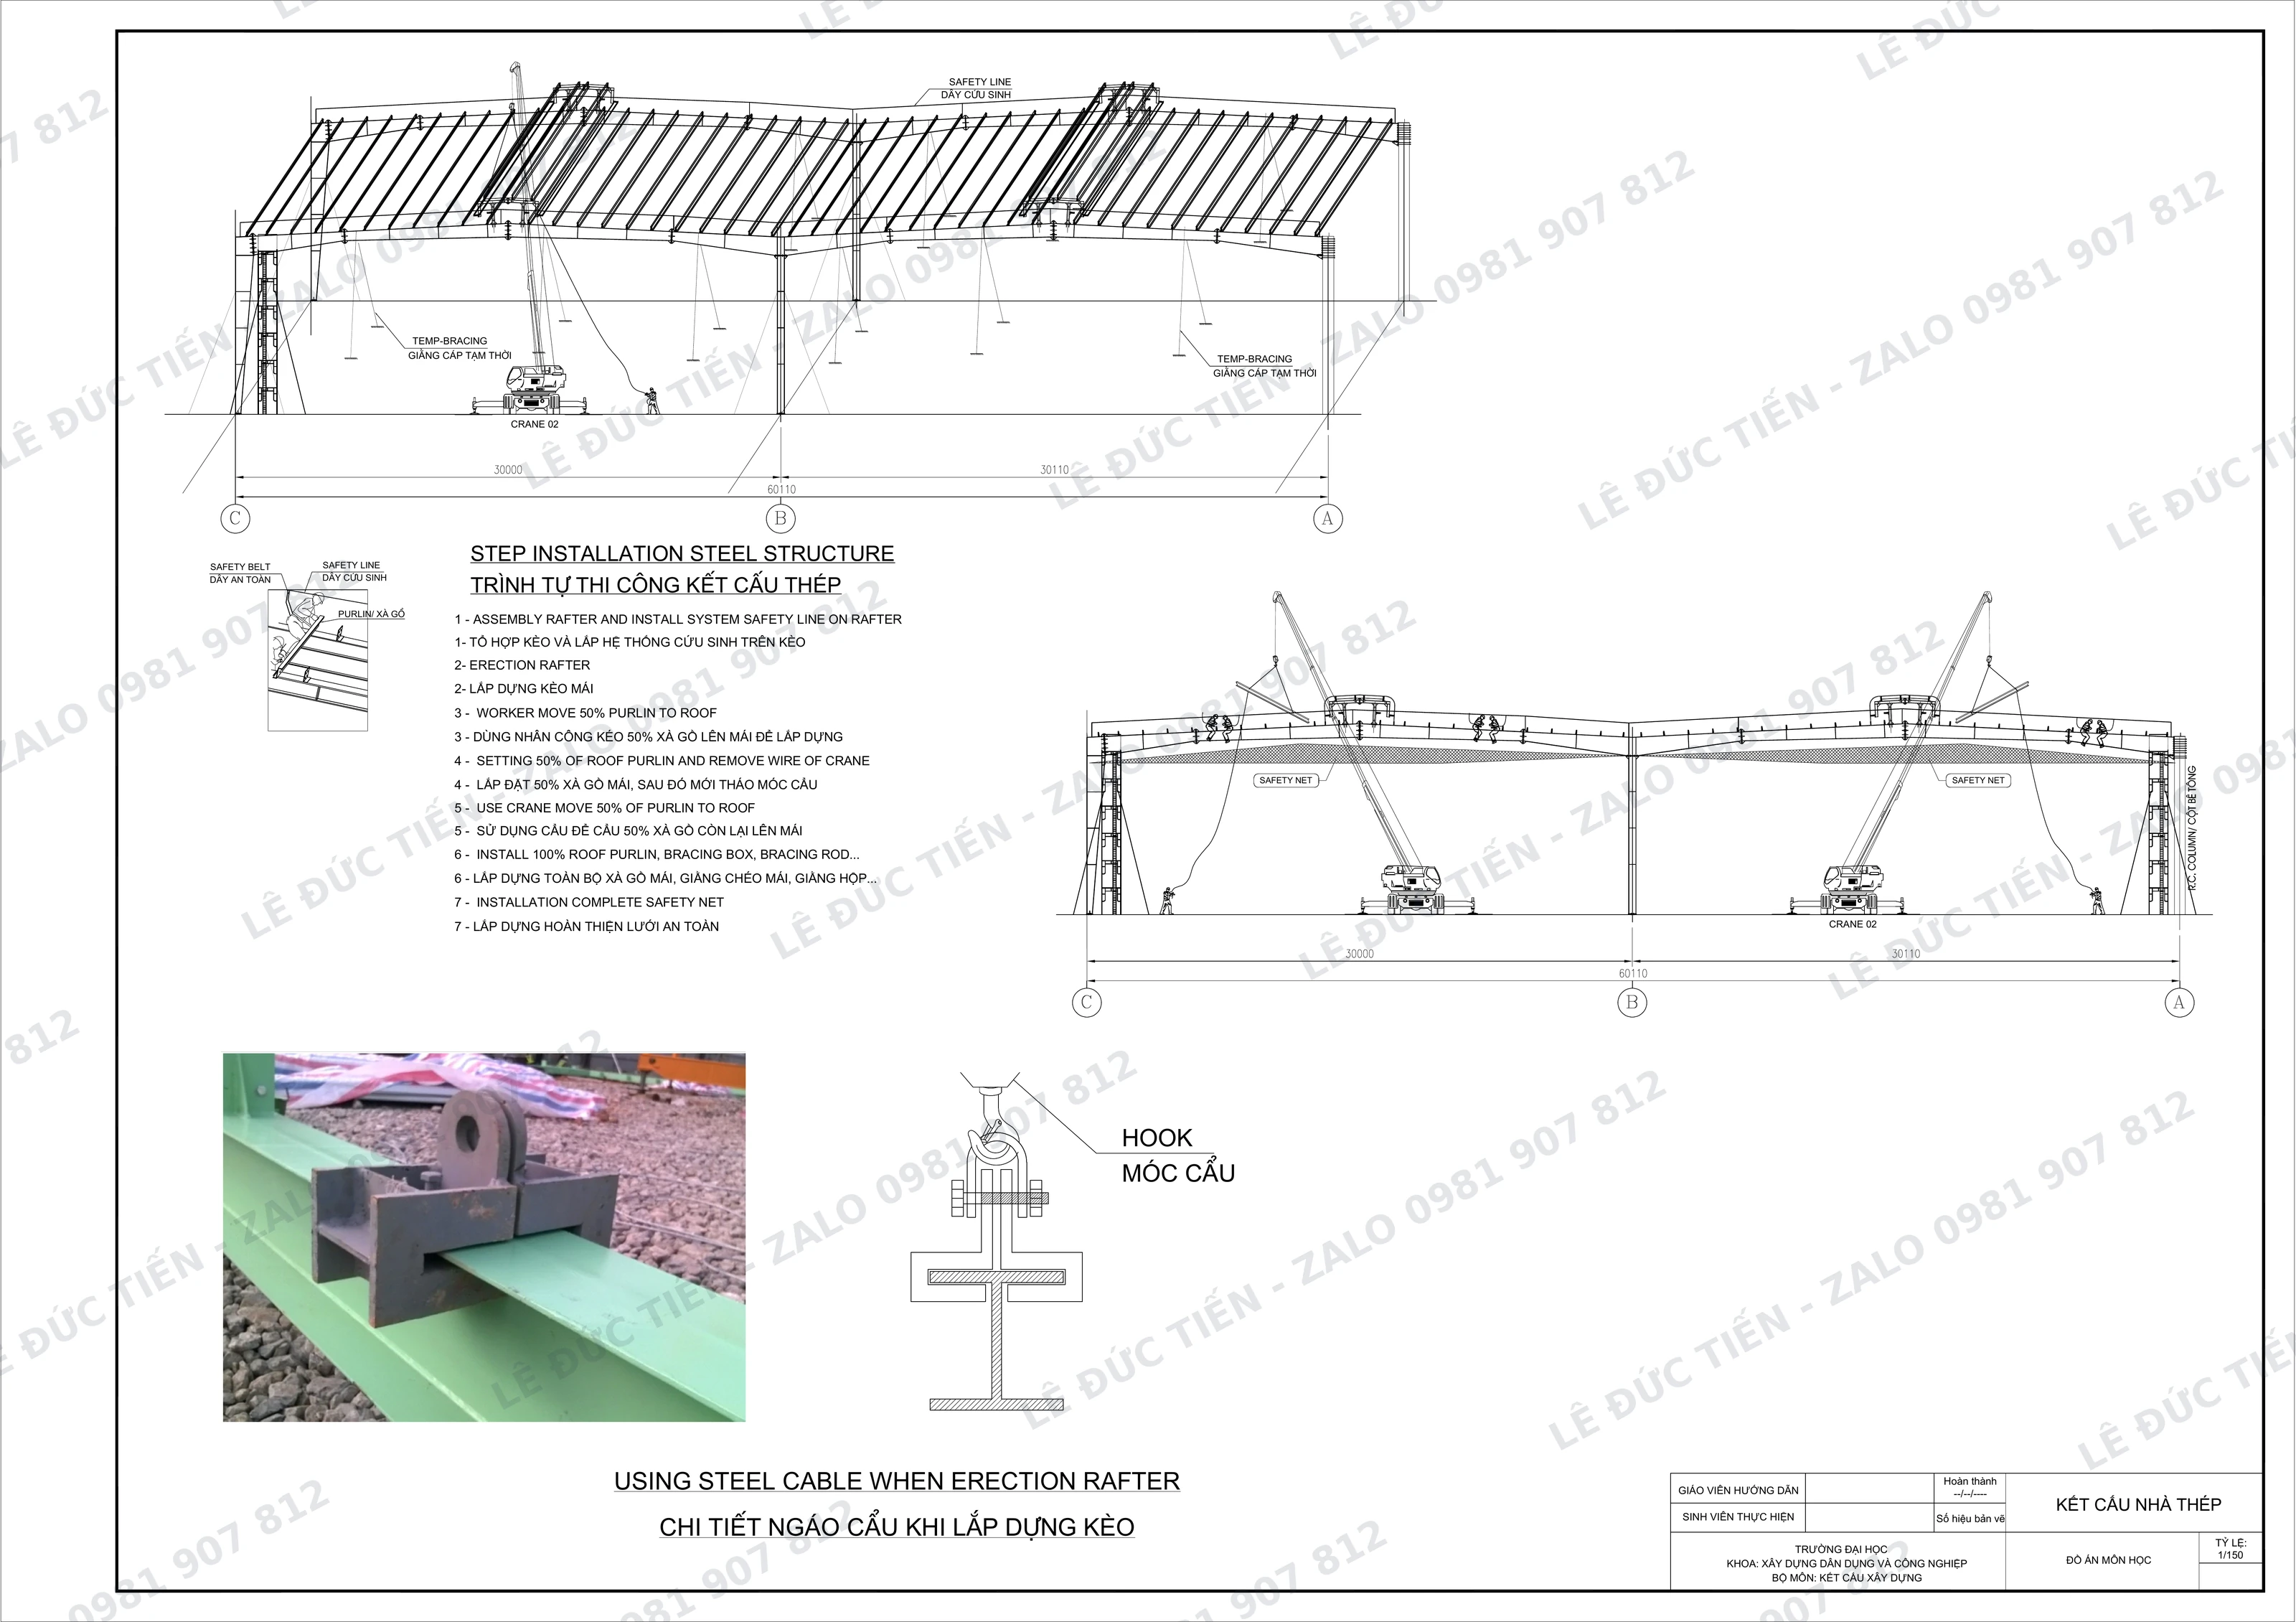 SAFETY LINE
DÂY CỨU SINH
TEMP-BRACING
GIẰNG CÁP TẠM THỜI
TEMP-BRACING
GIẰNG CÁP TẠM THỜI
CRANE 02
30000
30110
60110
C
B
A
SAFETY BELT
DÂY AN TOÀN
SAFETY LINE
DÂY CỨU SINH
PURLIN/ XÀ GỒ
STEP INSTALLATION STEEL STRUCTURE
TRÌNH TỰ THI CÔNG KẾT CẤU THÉP
1 - ASSEMBLY RAFTER AND INSTALL SYSTEM SAFETY LINE ON RAFTER
1- TỔ HỢP KÈO VÀ LẮP HỆ THỐNG CỨU SINH TRÊN KÈO
2- ERECTION RAFTER
2- LẮP DỰNG KÈO MÁI
3 - WORKER MOVE 50% PURLIN TO ROOF
3 - DÙNG NHÂN CÔNG KÉO 50% XÀ GỒ LÊN MÁI ĐỂ LẮP DỰNG
4 - SETTING 50% OF ROOF PURLIN AND REMOVE WIRE OF CRANE
4 - LẮP ĐẶT 50% XÀ GỒ MÁI, SAU ĐÓ MỚI THÁO MÓC CẨU
5 - USE CRANE MOVE 50% OF PURLIN TO ROOF
5 - SỬ DỤNG CẨU ĐỂ CẨU 50% XÀ GỒ CÒN LẠI LÊN MÁI
6 - INSTALL 100% ROOF PURLIN, BRACING BOX, BRACING ROD...
6 - LẮP DỰNG TOÀN BỘ XÀ GỒ MÁI, GIẰNG CHÉO MÁI, GIẰNG HỘP...
7 - INSTALLATION COMPLETE SAFETY NET
7 - LẮP DỰNG HOÀN THIỆN LƯỚI AN TOÀN
SAFETY NET
SAFETY NET
R.C. COLUMN/ CỘT BÊ TÔNG
CRANE 02
30000
30110
60110
C
B
A
HOOK
MÓC CẨU
USING STEEL CABLE WHEN ERECTION RAFTER
CHI TIẾT NGÁO CẨU KHI LẮP DỰNG KÈO
GIÁO VIÊN HƯỚNG DẪN
Hoàn thành
--/--/----
KẾT CẤU NHÀ THÉP
SINH VIÊN THỰC HIỆN
Số hiệu bản vẽ
TRƯỜNG ĐẠI HỌC
KHOA: XÂY DỰNG DÂN DỤNG VÀ CÔNG NGHIỆP
BỘ MÔN: KẾT CẤU XÂY DỰNG
ĐỒ ÁN MÔN HỌC
TỶ LỆ:
1/150
LÊ ĐỨC TIẾN - ZALO 0981 907 812